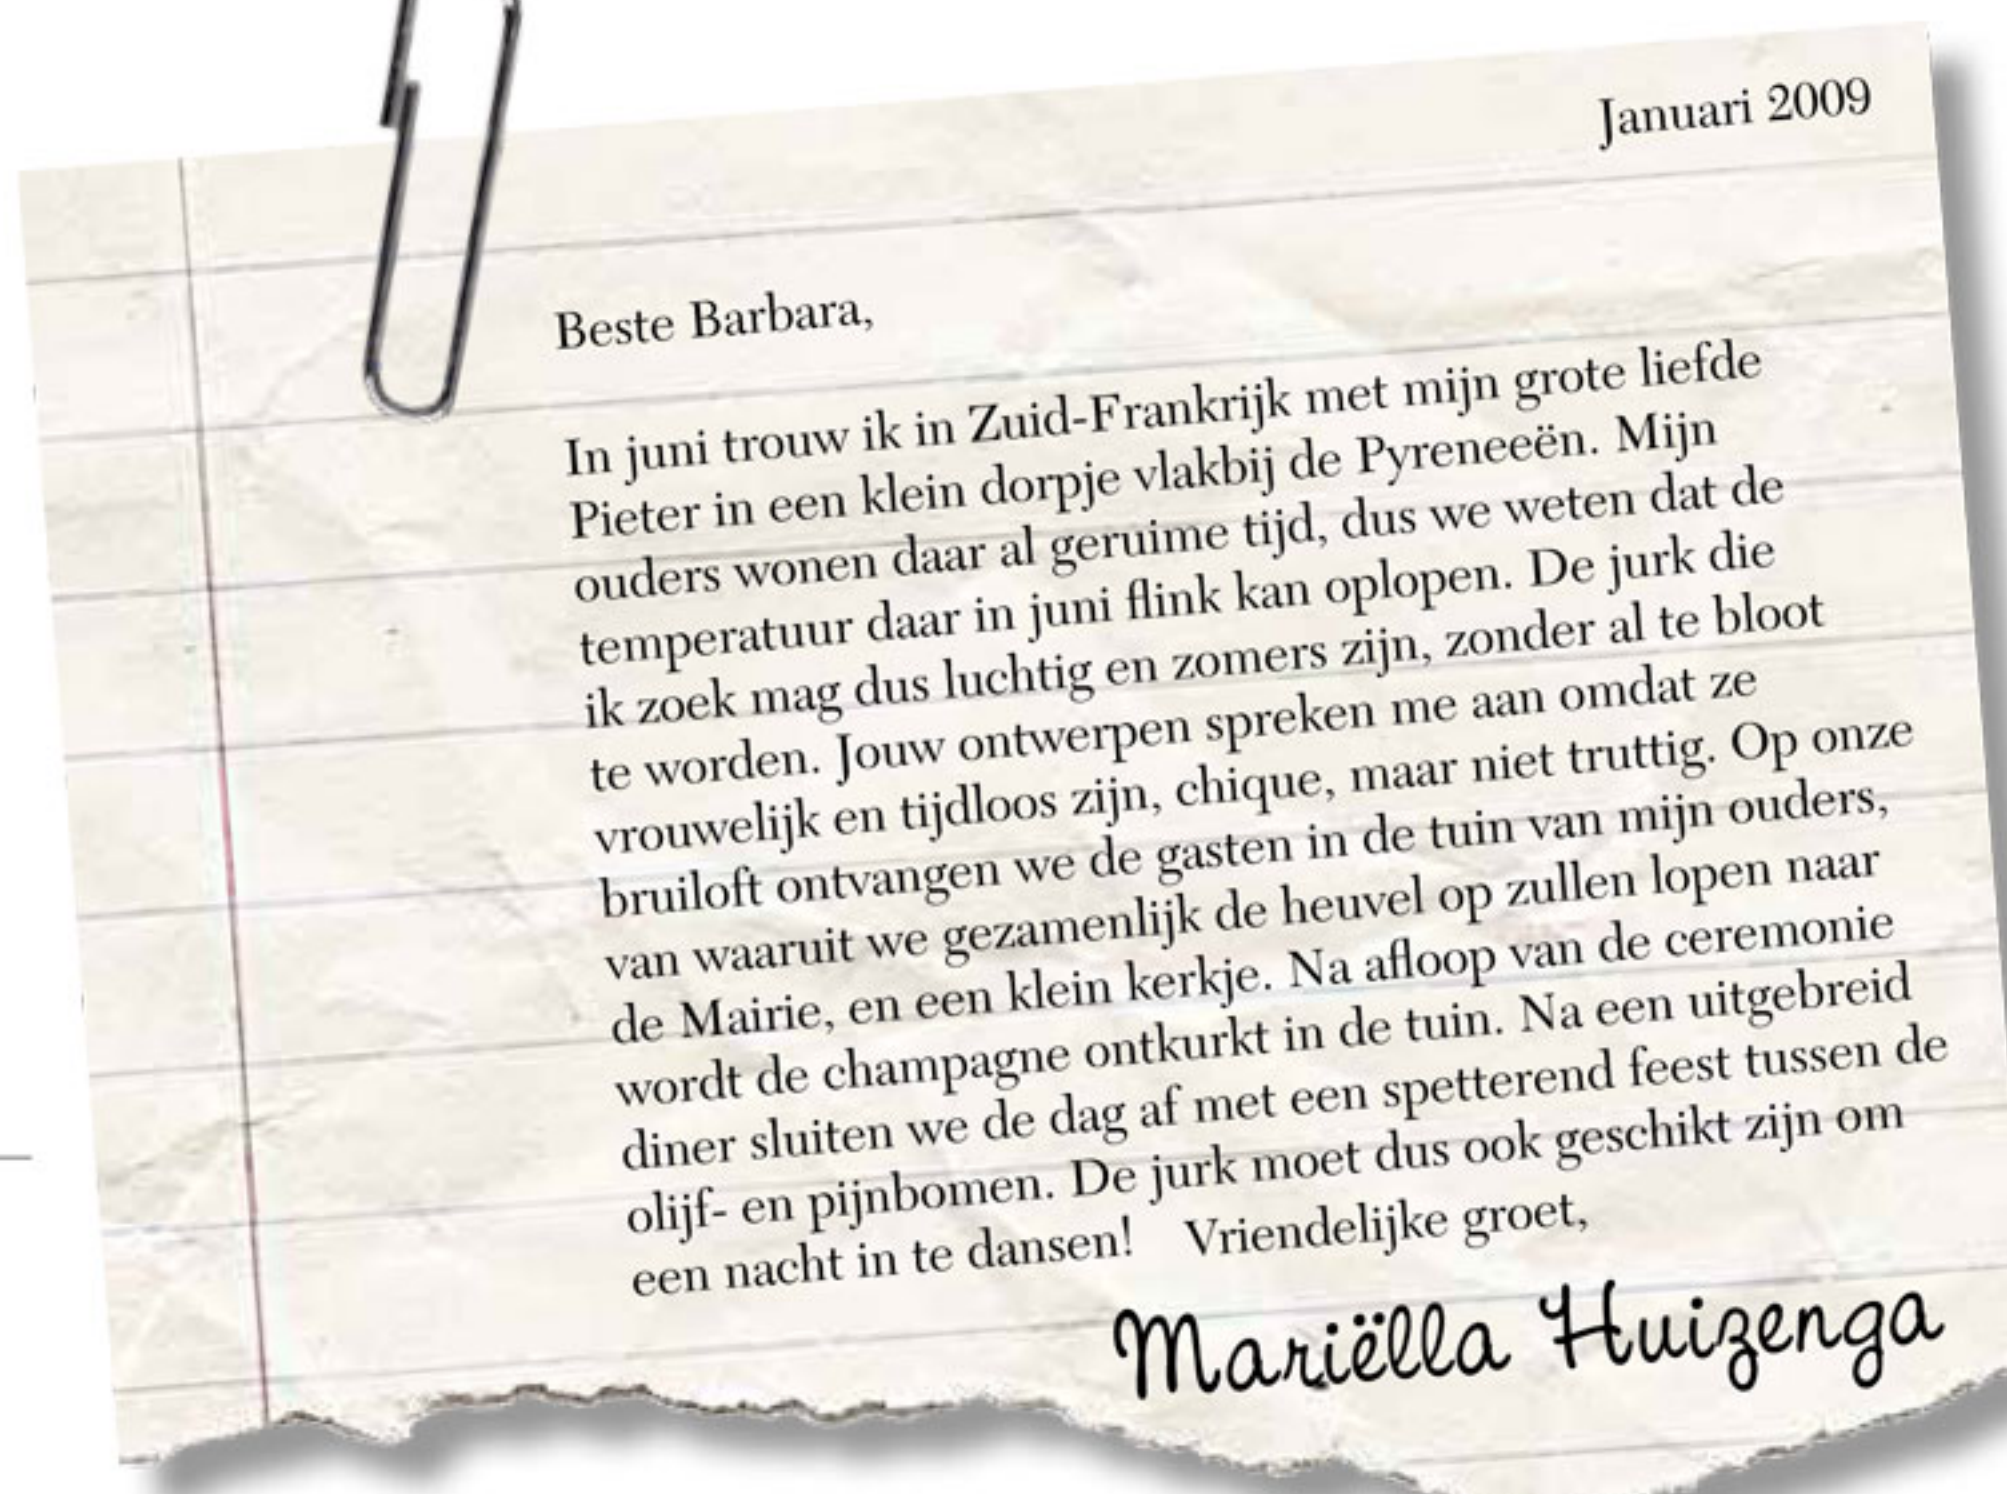 Januari 2009
Beste Barbara,
In juni trouw ik in Zuid-Frankrijk met mijn grote liefde
Pieter in een klein dorpje vlakbij de Pyreneeën. Mijn
ouders wonen daar al geruime tijd, dus we weten dat de
temperatuur daar in juni flink kan oplopen. De jurk die
ik zoek mag dus luchtig en zomers zijn, zonder al te bloot
te worden. Jouw ontwerpen spreken me aan omdat ze
vrouwelijk en tijdloos zijn, chique, maar niet truttig. Op onze
bruiloft ontvangen we de gasten in de tuin van mijn ouders,
van waaruit we gezamenlijk de heuvel op zullen lopen naar
de Mairie, en een klein kerkje. Na afloop van de ceremonie
wordt de champagne ontkurkt in de tuin. Na een uitgebreid
diner sluiten we de dag af met een spetterend feest tussen de
olijf- en pijnbomen. De jurk moet dus ook geschikt zijn om
een nacht in te dansen! Vriendelijke groet,
Mariëlla Huizenga